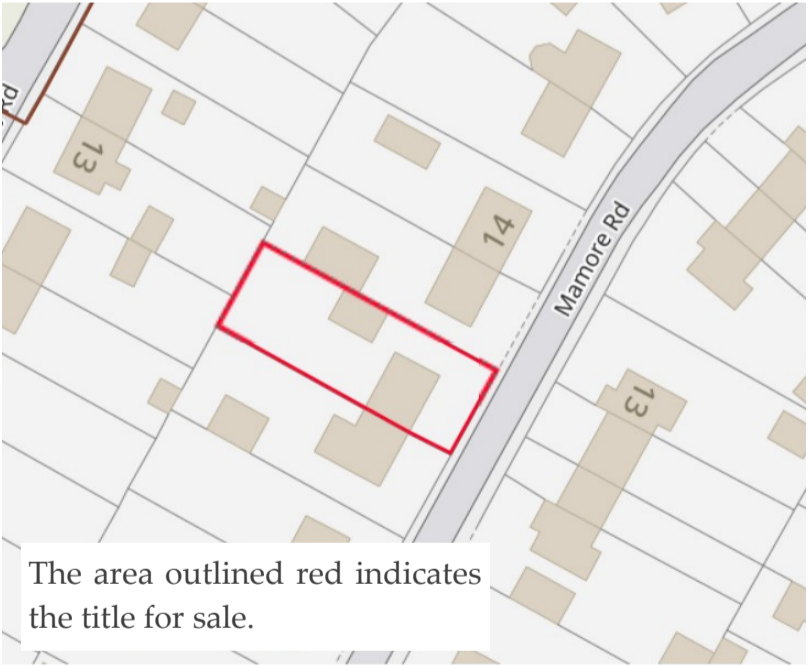 Rd
13
14
Mamore Rd
13
The area outlined red indicates
the title for sale.